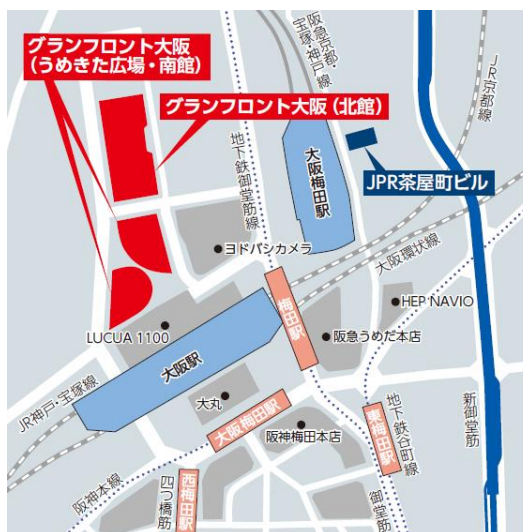 グランフロント大阪
(うめきた広場・南館)
グランフロント大阪(北館)
阪急京都・
宝塚・神戸線
JR京都線
地下鉄御堂筋線
大阪梅田駅
JPR茶屋町ビル
ヨドバシカメラ
大阪環状線
梅田駅
HEP NAVIO
LUCUA 1100
阪急うめだ本店
大阪駅
JR神戸・宝塚線
大丸
大阪梅田駅
阪神梅田本店
東梅田駅
地下鉄谷町線
新御堂筋
阪神本線
四つ橋筋
西梅田駅
御堂筋